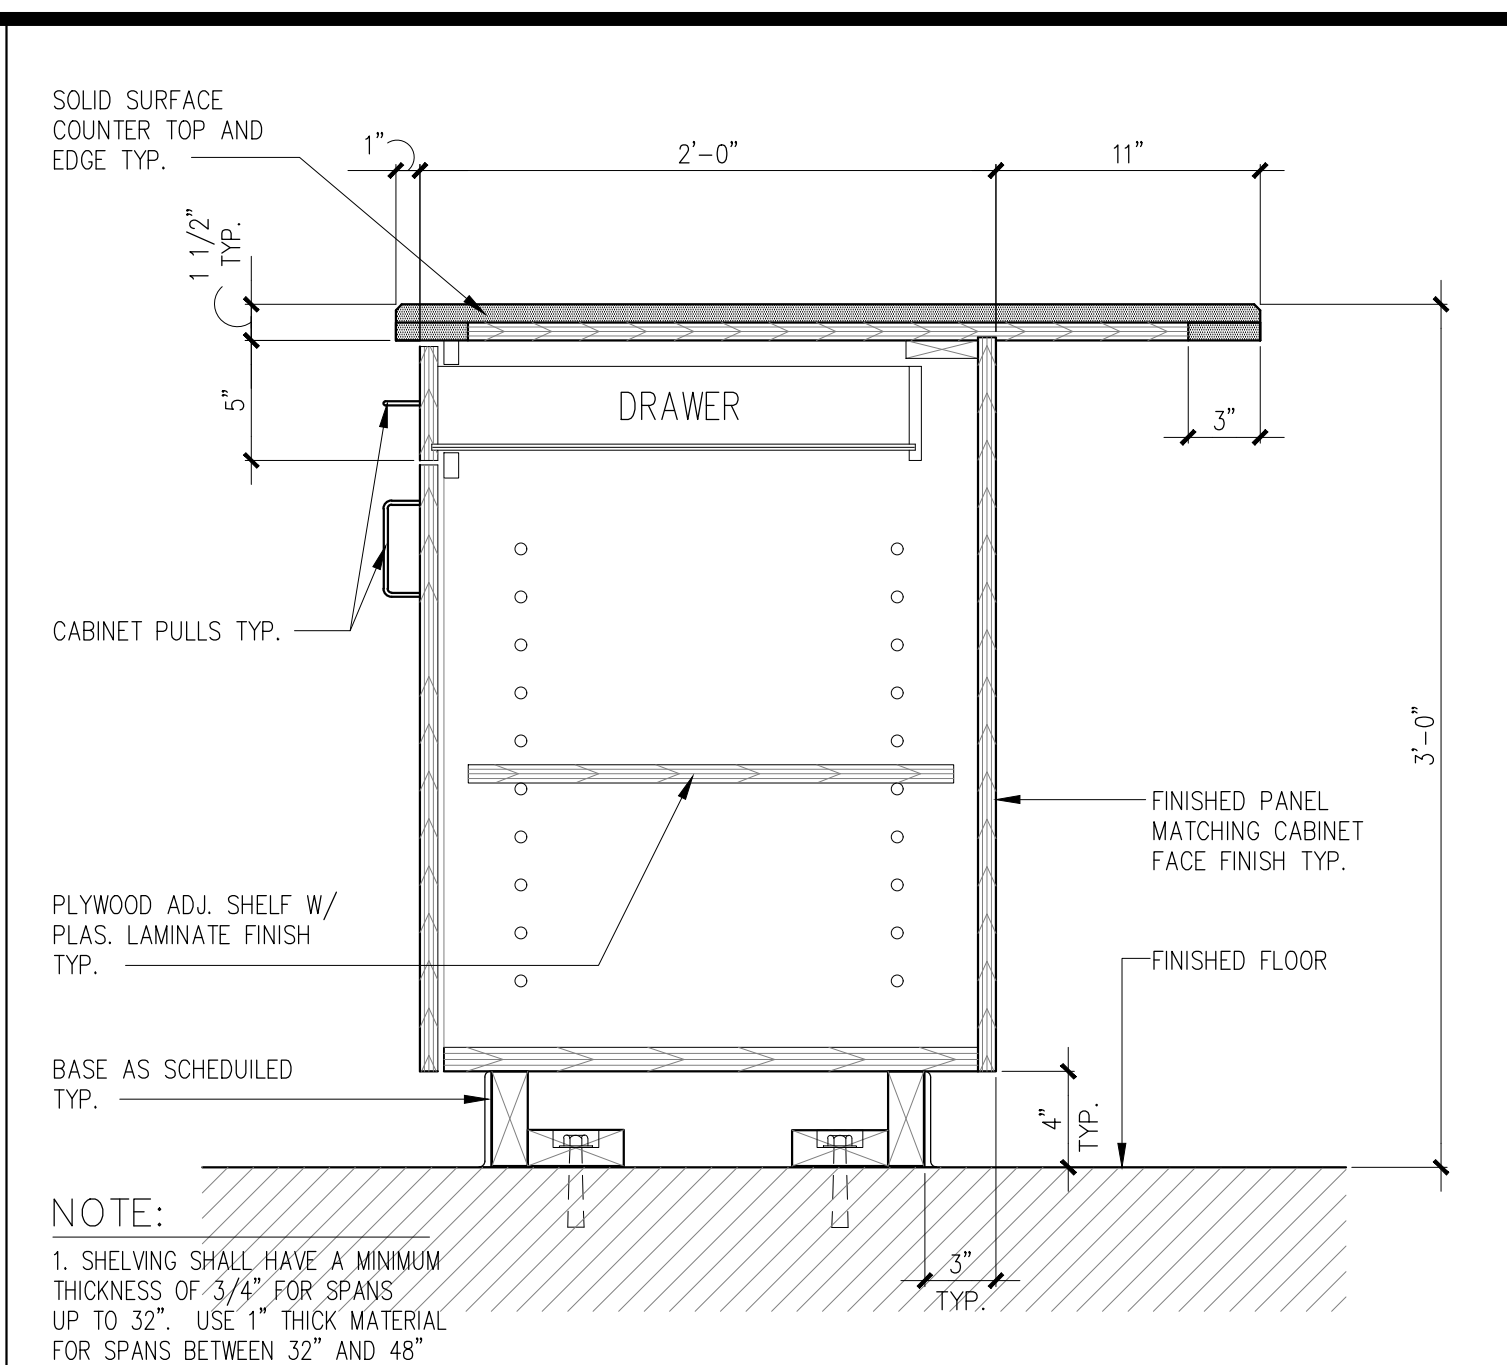 SOLID SURFACE
COUNTER TOP AND
EDGE TYP.
1”
2’-0”
11”
1 1/2”
TYP.
5”
DRAWER
3”
CABINET PULLS TYP.
3’-0”
FINISHED PANEL
MATCHING CABINET
FACE FINISH TYP.
PLYWOOD ADJ. SHELF W/
PLAS. LAMINATE FINISH
TYP.
FINISHED FLOOR
BASE AS SCHEDUILED
TYP.
4”
TYP.
NOTE:
1. SHELVING SHALL HAVE A MINIMUM
THICKNESS OF 3/4” FOR SPANS
UP TO 32”. USE 1” THICK MATERIAL
FOR SPANS BETWEEN 32” AND 48”
3”
TYP.